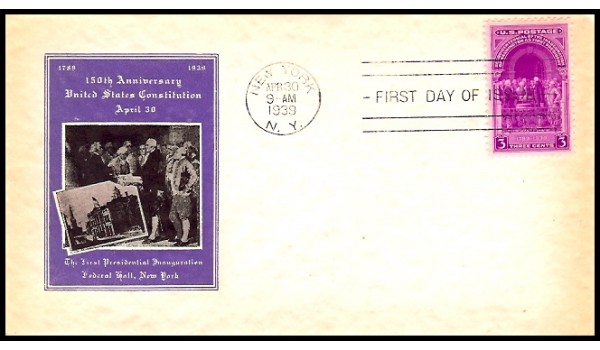 1789 1939
150th Anniversary
United States Constitution
April 30
The First Presidential Inauguration
Federal Hall, New York
NEW YORK
APR 30
9-AM
1939
N. Y.
FIRST DAY OF
U.S. POSTAGE
3 3
THREE CENTS